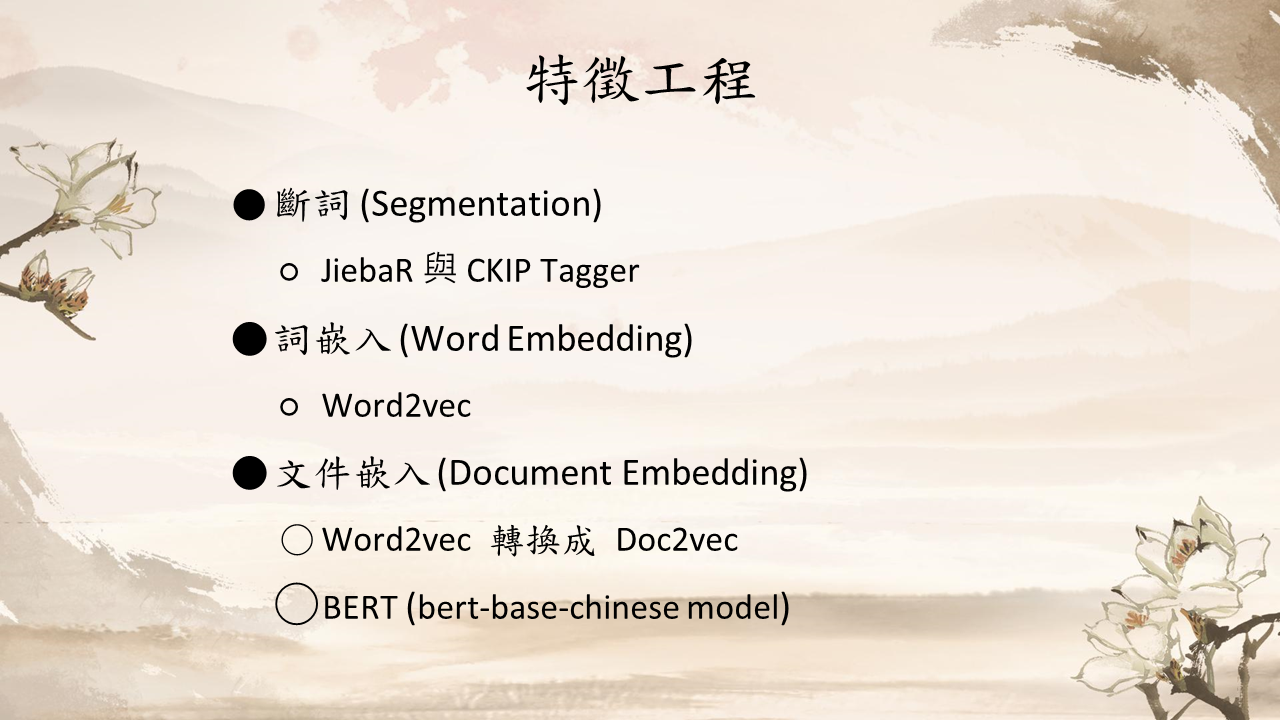 特徵工程
● 斷詞 (Segmentation)
○ JiebaR 與 CKIP Tagger
● 詞嵌入 (Word Embedding)
○ Word2vec
● 文件嵌入 (Document Embedding)
○ Word2vec 轉換成 Doc2vec
○ BERT (bert-base-chinese model)